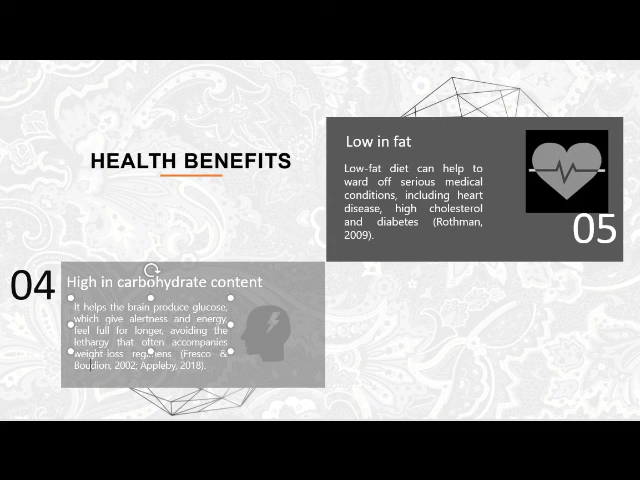 HEALTH BENEFITS
Low in fat
Low-fat diet can help to
ward off serious medical
conditions, including heart
disease, high cholesterol
and diabetes (Rothman,
2009).
05
04
High in carbohydrate content
It helps the brain produce glucose,
which give alertness and energy,
feel full for longer, avoiding the
lethargy that often accompanies
weight-loss regimens (Fresco &
Boudion, 2002; Appleby, 2018).